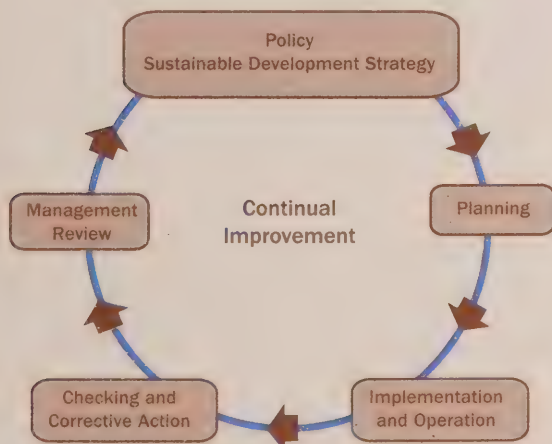 Policy
Sustainable Development Strategy
Management
Review
Continual
Improvement
Planning
Checking and
Corrective Action
Implementation
and Operation